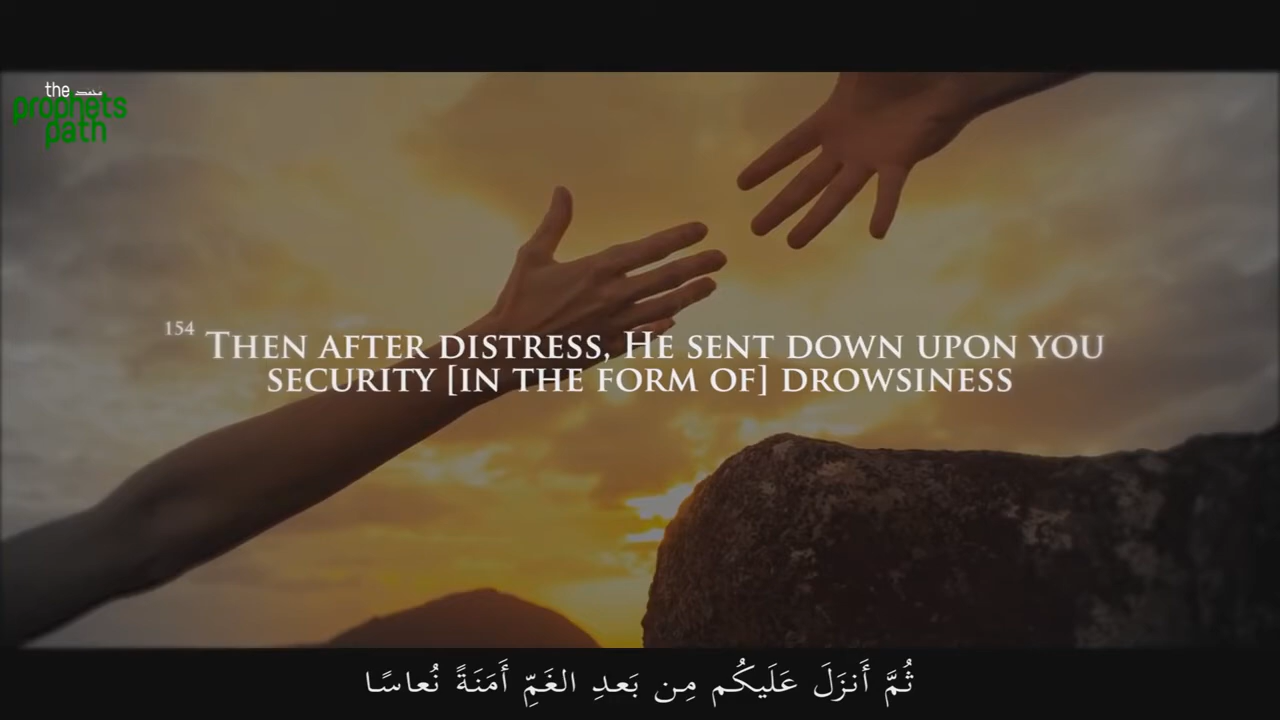 the محمد
prophets
path
154 THEN AFTER DISTRESS, HE SENT DOWN UPON YOU
SECURITY [IN THE FORM OF] DROWSINESS
ثُمَّ أَنزَلَ عَلَيكُم مِن بَعدِ الغَمِّ أَمَنَةً نُعاسًا